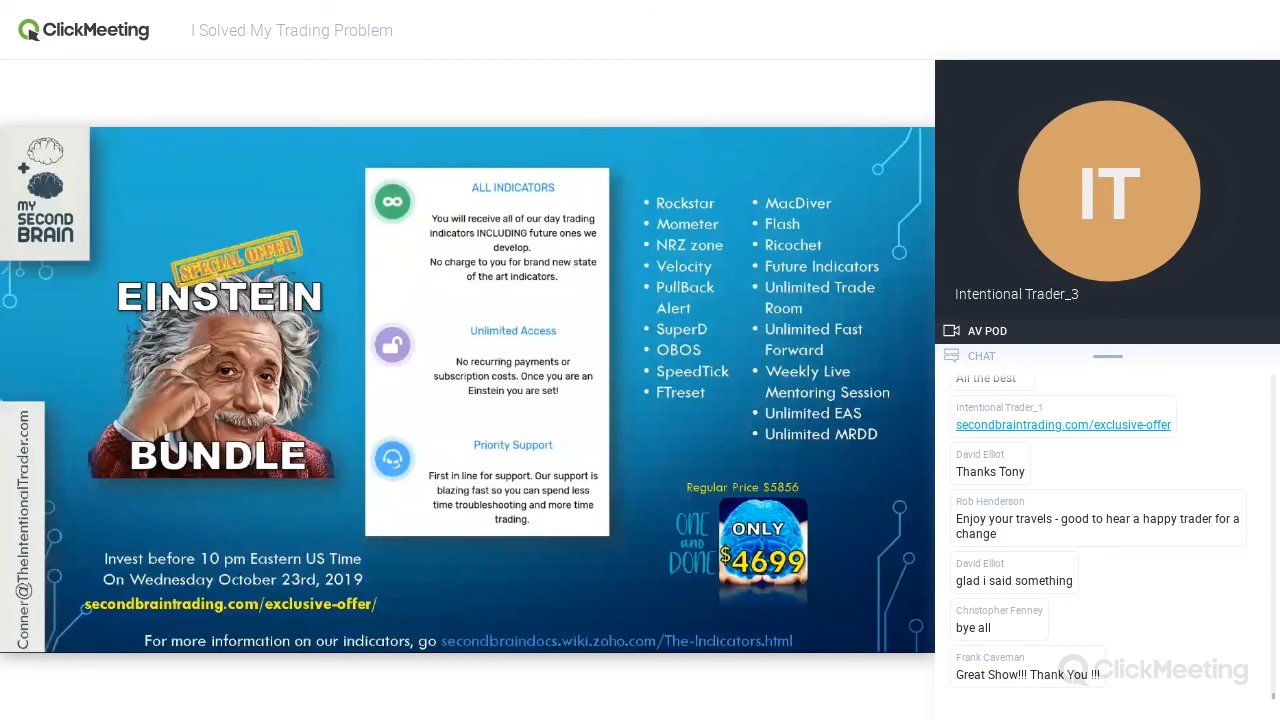 ClickMeeting
I Solved My Trading Problem
MY
SECOND
BRAIN
SPECIAL OFFER
EINSTEIN
BUNDLE
Conner@TheIntentionalTrader.com
Invest before 10 pm Eastern US Time
On Wednesday October 23rd, 2019
secondbraintrading.com/exclusive-offer/
ALL INDICATORS
You will receive all of our day trading
indicators INCLUDING future ones we
develop.
No charge to you for brand new state
of the art indicators.
Unlimited Access
No recurring payments or
subscription costs. Once you are an
Einstein you are set!
Priority Support
First in line for support. Our support is
blazing fast so you can spend less
time troubleshooting and more time
trading.
• Rockstar
• Mometer
• NRZ zone
• Velocity
• PullBack
Alert
• SuperD
• OBOS
• SpeedTick
• FTreset
• MacDiver
• Flash
• Ricochet
• Future Indicators
• Unlimited Trade
Room
• Unlimited Fast
Forward
• Weekly Live
Mentoring Session
• Unlimited EAS
• Unlimited MRDD
Regular Price $5856
ONE
and
DONE
ONLY
$4699
For more information on our indicators, go secondbraindocs.wiki.zoho.com/The-Indicators.html
IT
Intentional Trader_3
AV POD
CHAT
All the best
Intentional Trader_1
secondbraintrading.com/exclusive-offer
David Elliot
Thanks Tony
Rob Henderson
Enjoy your travels - good to hear a happy trader for a
change
David Elliot
glad i said something
Christopher Fenney
bye all
Frank Caveman
Great Show!!! Thank You !!!
ClickMeeting